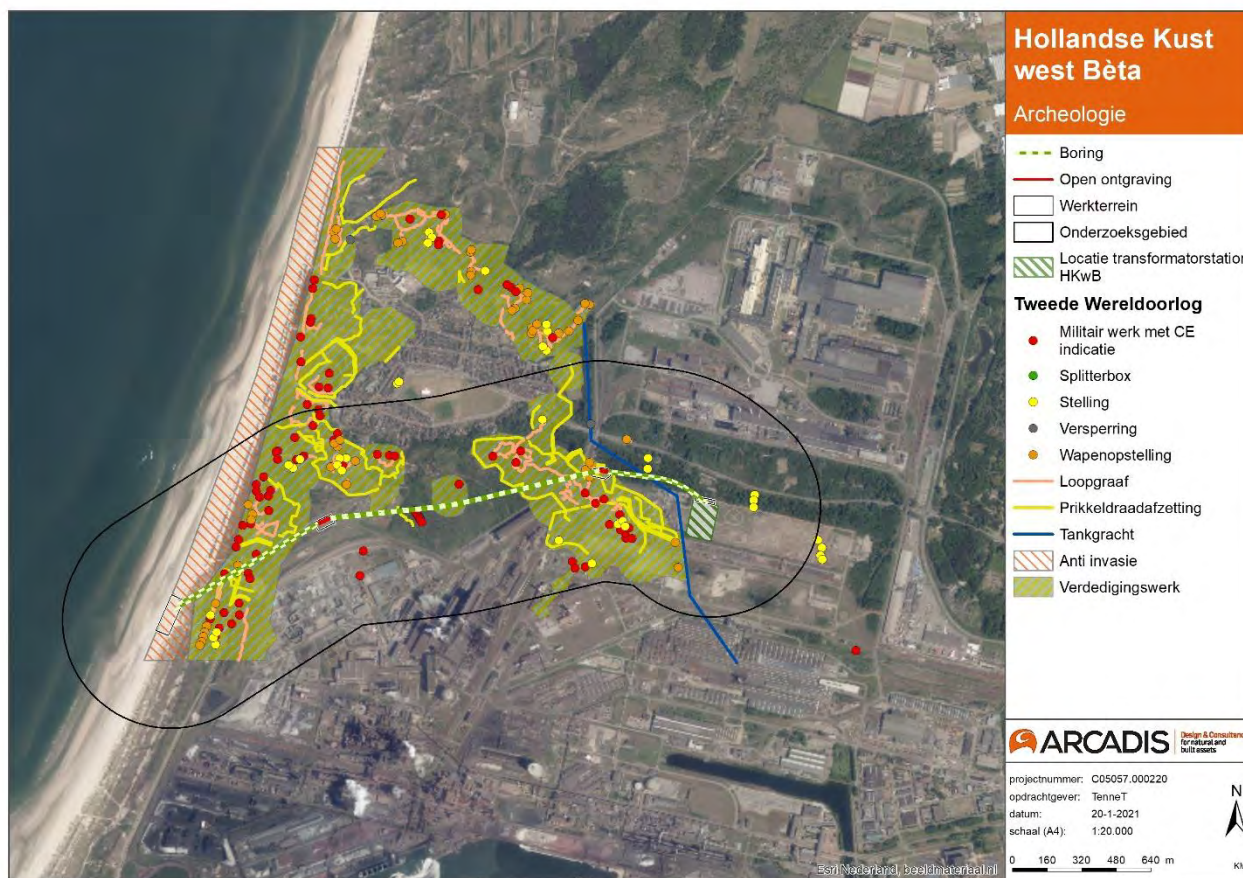 Hollandse Kust
west Bèta
Archeologie
Boring
Open ontgraving
Werkterrein
Onderzoeksgebied
Locatie transformatorstation
HKwB
Tweede Wereldoorlog
Militair werk met CE
indicatie
Splitterbox
Stelling
Versperring
Wapenopstelling
Loopgraaf
Prikkeldraadafzetting
Tankgracht
Anti invasie
Verdedigingswerk
ARCADIS
Design & Consultancy
for natural and
built assets
projectnummer: C05057.000220
opdrachtgever: TenneT
datum: 20-1-2021
schaal (A4): 1:20.000
N
0 160 320 480 640 m
Esri Nederland, beeldmateriaal.nl